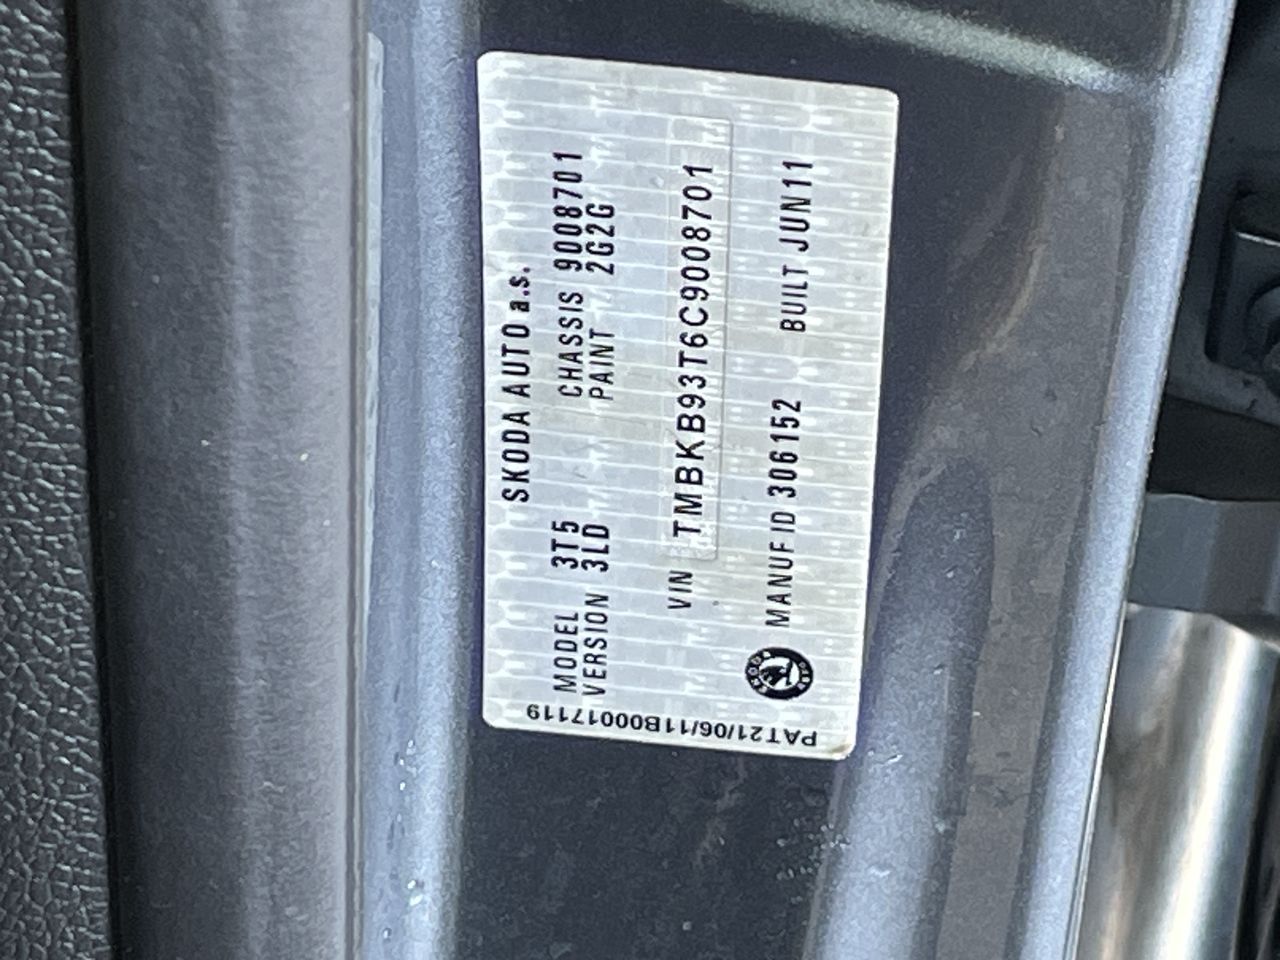 SKODA AUTO a.s.
MODEL 3T5 CHASSIS 9008701
VERSION 3LD PAINT 2G2G
VIN TMBKB93T6C9008701
MANUF ID 306152 BUILT JUN11
PAT21/06/11B00017119